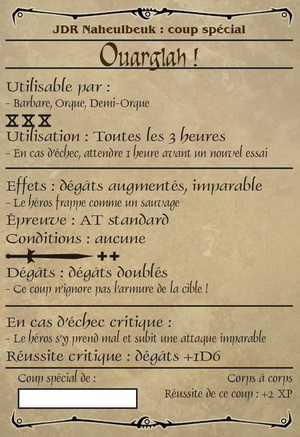 JDR Naheulbeuk : coup spécial
Ouarglah !
Utilisable par :
- Barbare, Orque, Demi-Orque
Utilisation : Toutes les 3 heures
- En cas d'échec, attendre 1 heure avant un nouvel essai
Effets : dégâts augmentés, imparable
- Le héros frappe comme un sauvage
Épreuve : AT standard
Conditions : aucune
++
Dégâts : dégâts doublés
- Ce coup n'ignore pas l'armure de la cible !
En cas d'échec critique :
- Le héros s'y prend mal et subit une attaque imparable
Réussite critique : dégâts +1D6
Coup spécial de :
Corps à corps
Réussite de ce coup : +2 XP